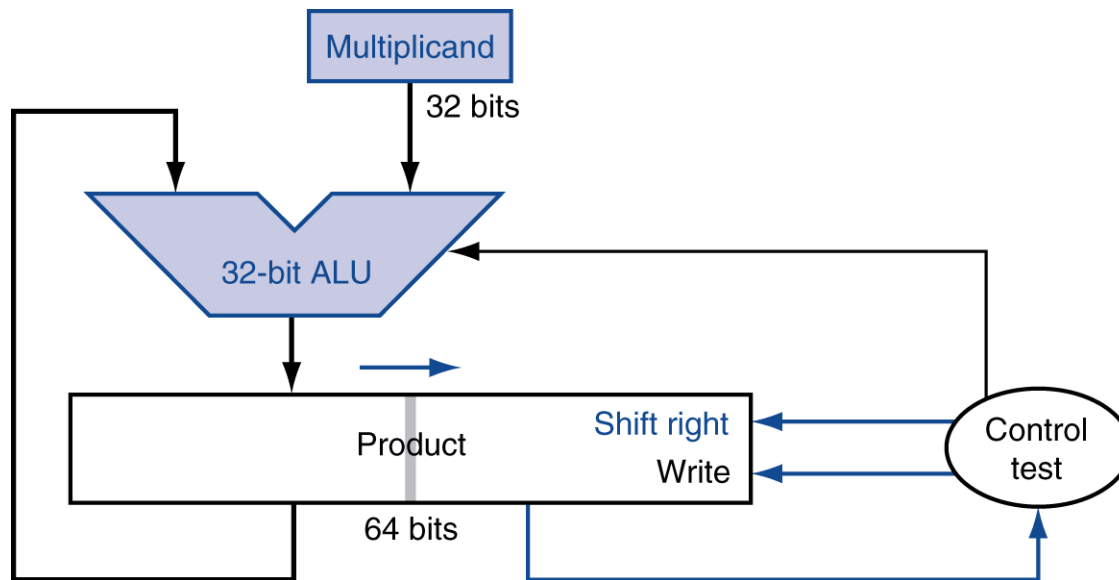 Multiplicand
32 bits
32-bit ALU
Product
Shift right
Write
64 bits
Control
test